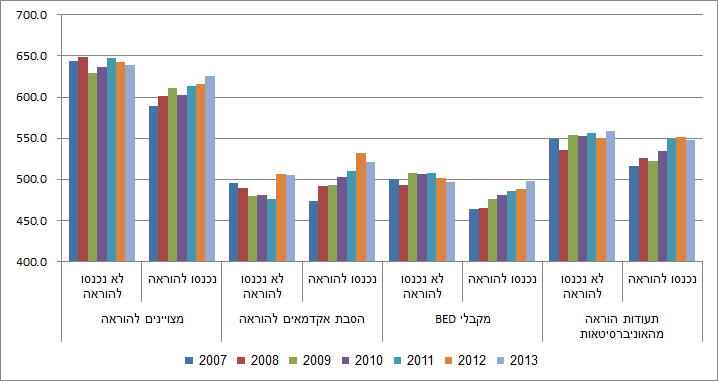 700.0
650.0
600.0
550.0
500.0
450.0
400.0
לא נכנסו להוראה
נכנסו להוראה
לא נכנסו להוראה
נכנסו להוראה
לא נכנסו להוראה
נכנסו להוראה
לא נכנסו להוראה
נכנסו להוראה
מצויינים להוראה
הסבת אקדמאים להוראה
מקבלי BED
תעודות הוראה
מהאוניברסיטאות
2007 2008 2009 2010 2011 2012 2013